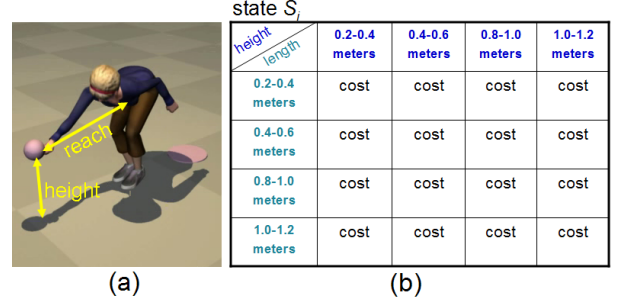 state Si
height
length
0.2-0.4 meters
0.4-0.6 meters
0.8-1.0 meters
1.0-1.2 meters
0.2-0.4 meters
cost cost cost cost
0.4-0.6 meters
cost cost cost cost
0.8-1.0 meters
cost cost cost cost
1.0-1.2 meters
cost cost cost cost
reach
height
(a)
(b)